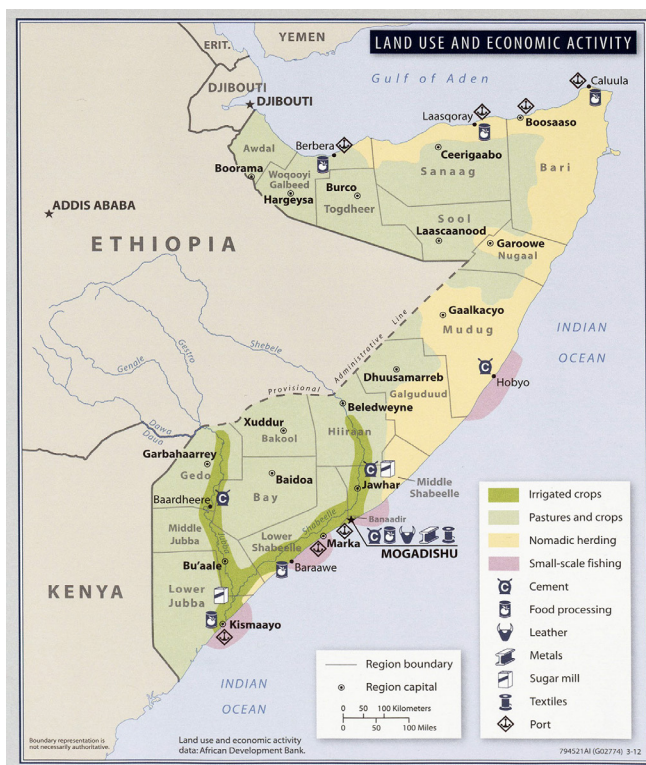 LAND USE AND ECONOMIC ACTIVITY
YEMEN
ERIT.
Gulf of Aden
DJIBOUTI
DJIBOUTI
Caluula
Laasqoray
Boosaaso
Berbera
Awdal
Ceerigaabo
Sanaag
Bari
Boorama
Woqooyi
Galbeed
Hargeysa
Burco
Togdheer
ADDIS ABABA
Sool
Laascaanood
ETHIOPIA
Garoowe
Nugaal
Gaalkacyo
Mudug
INDIAN
OCEAN
Shebele
Gestro
Genale
Provisional Administrative Line
Dhuusamarreb
Galguduud
Hobyo
Beledweyne
Dawa
Daua
Xuddur
Bakool
Hiiraan
Garbahaarrey
Gedo
Baidoa
Bay
Jawhar
Middle
Shabeelle
Baardheere
Middle
Jubba
Jubba
Lower
Shabeelle
Shabeelle
Banaadir
Marka
MOGADISHU
Bu'aale
Baraawe
KENYA
Lower
Jubba
Kismaayo
INDIAN
OCEAN
Irrigated crops
Pastures and crops
Nomadic herding
Small-scale fishing
C Cement
Food processing
Leather
Metals
Sugar mill
Textiles
Port
Region boundary
Region capital
0 50 100 Kilometers
0 50 100 Miles
Boundary representation is
not necessarily authoritative.
Land use and economic activity
data: African Development Bank.
794521AI (G02774) 3-12